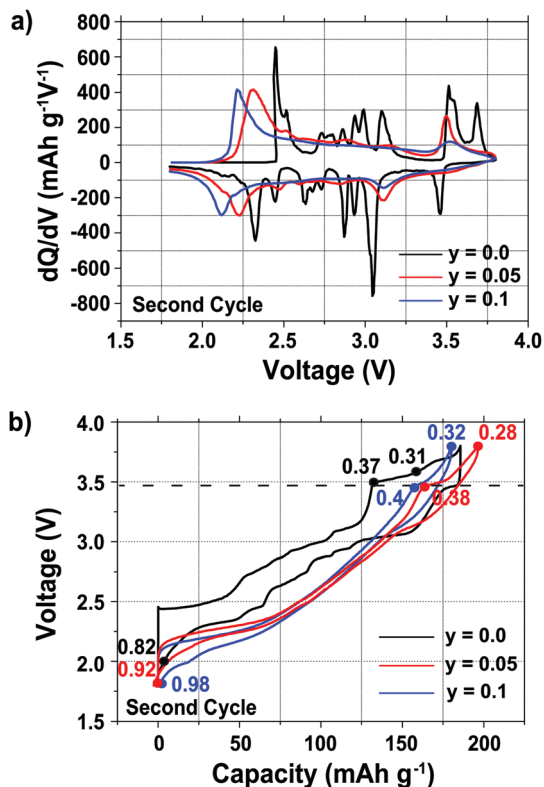 a)
800
600
400
200
0
-200
-400
-600
-800
dQ/dV (mAh g⁻¹V⁻¹)
y = 0.0
y = 0.05
y = 0.1
Second Cycle
1.5 2.0 2.5 3.0 3.5 4.0
Voltage (V)
b)
4.0
3.5
3.0
2.5
2.0
1.5
Voltage (V)
0.32
0.28
0.31
0.37
0.4
0.38
0.82
0.92
0.98
y = 0.0
y = 0.05
y = 0.1
Second Cycle
0 50 100 150 200
Capacity (mAh g⁻¹)